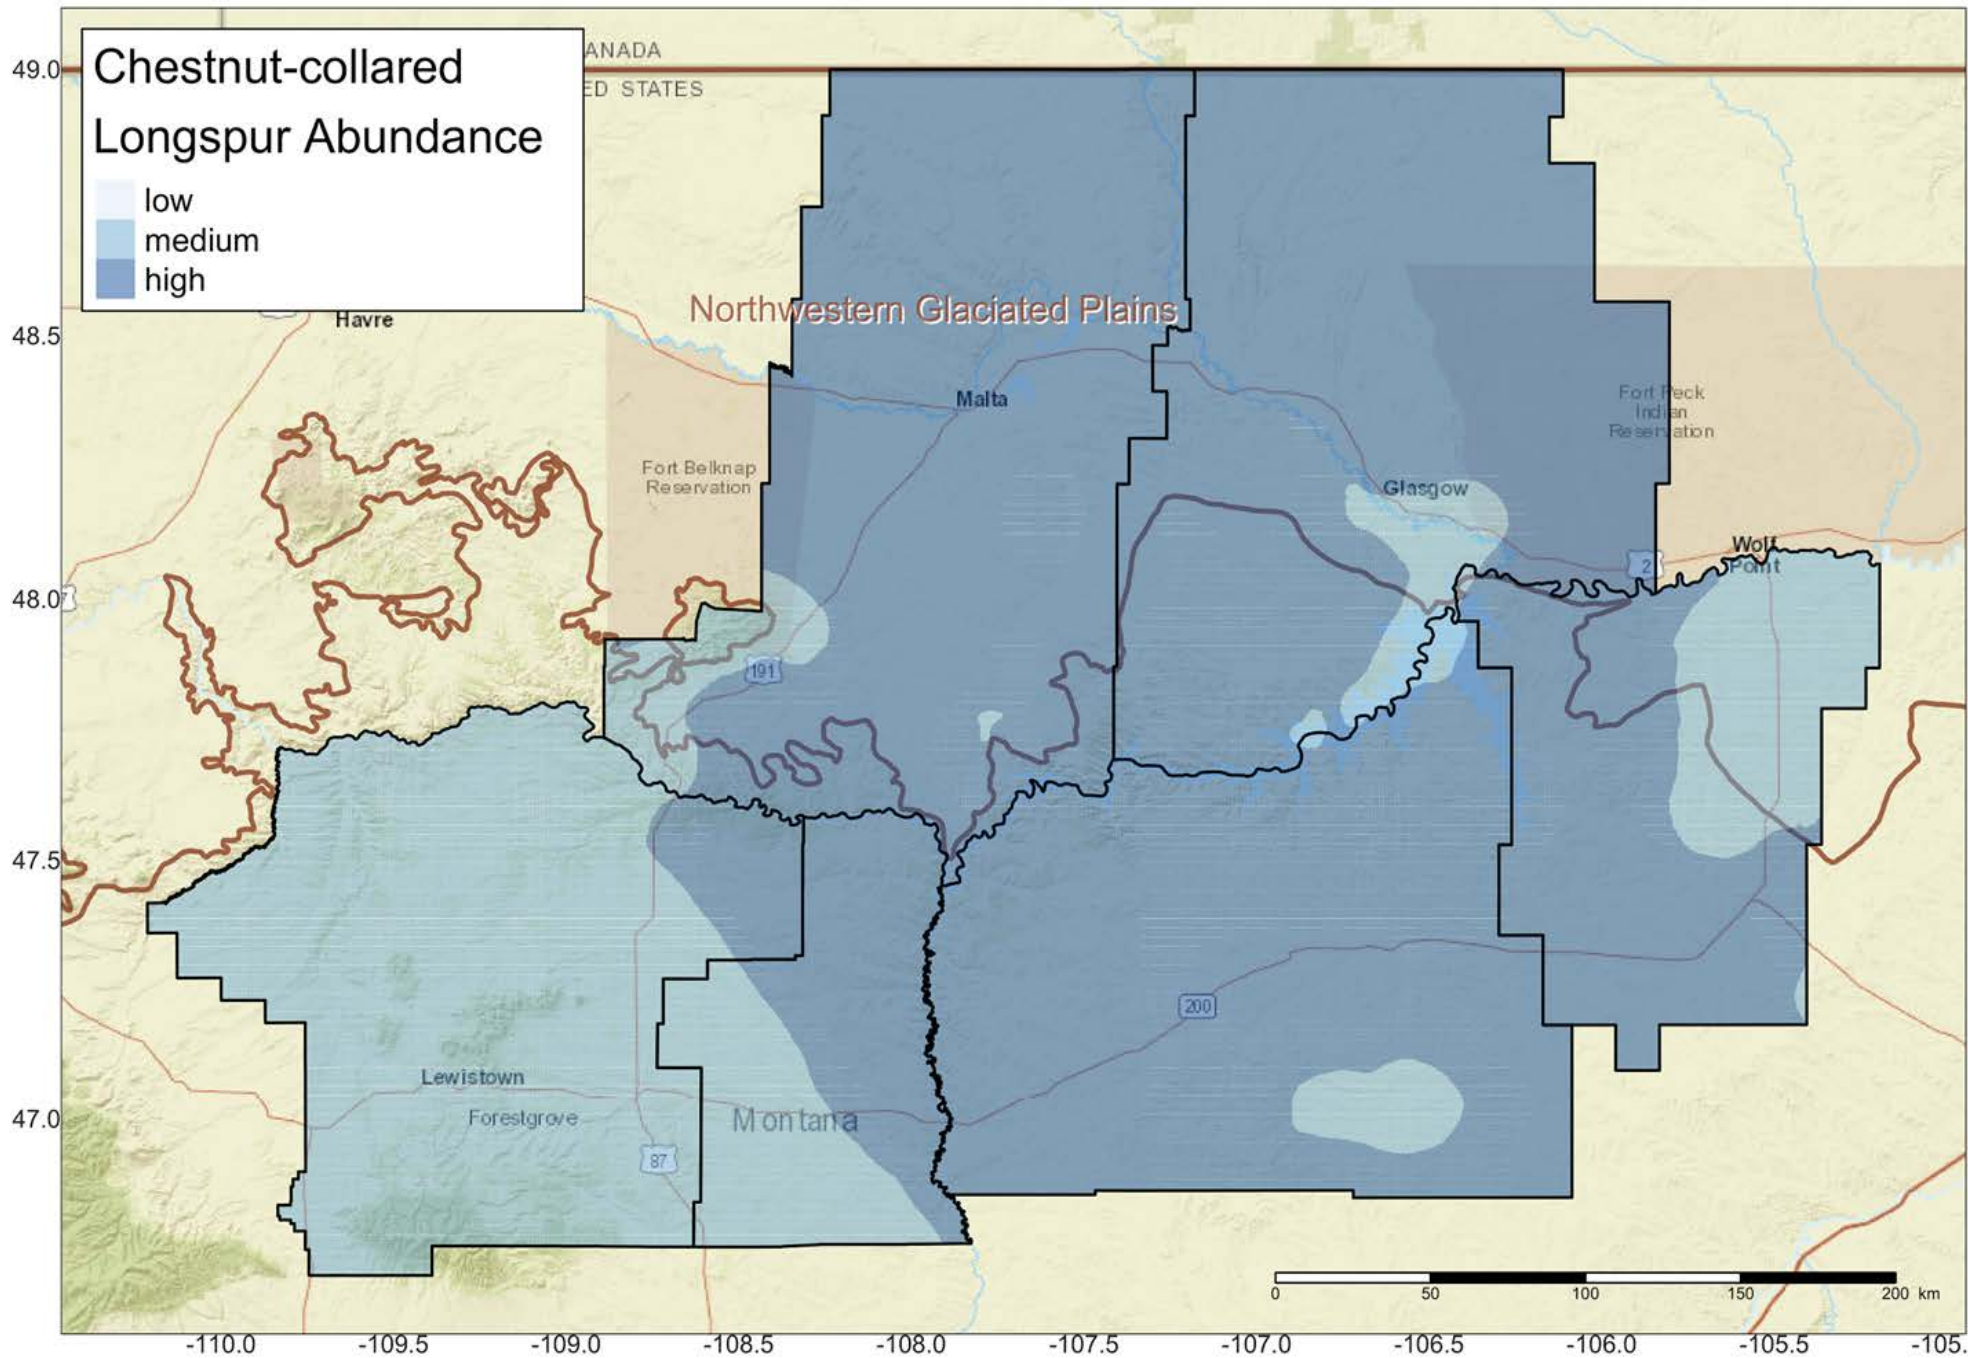 Chestnut-collared
Longspur Abundance
low
medium
high
ANADA
ED STATES
49.0
48.5
48.0
47.5
47.0
Havre
Northwestern Glaciated Plains
Malta
Fort Belknap
Reservation
Fort Peck
Indian
Reservation
Glasgow
2
Wolf
Point
7
191
200
Lewistown
Forestgrove
Montana
87
0 50 100 150 200 km
-110.0 -109.5 -109.0 -108.5 -108.0 -107.5 -107.0 -106.5 -106.0 -105.5 -105.